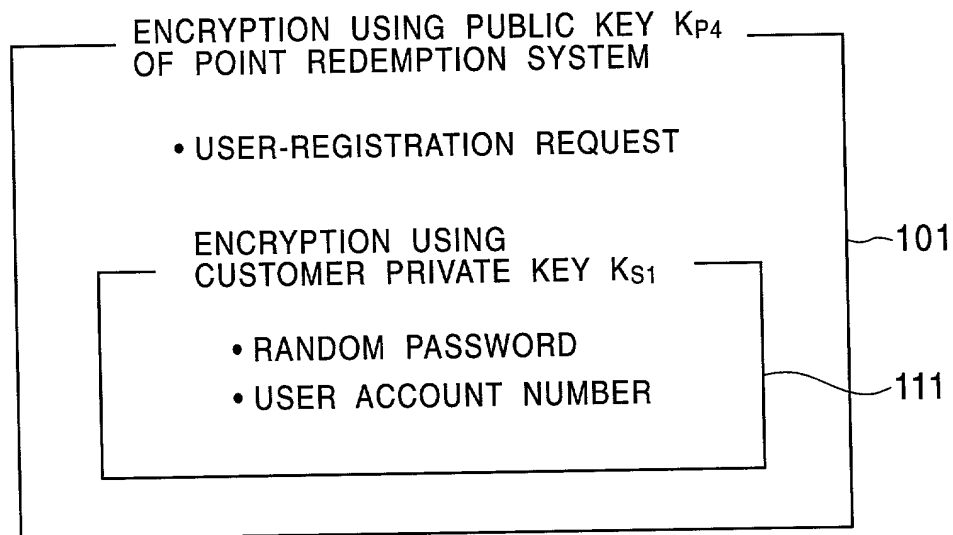 ENCRYPTION USING PUBLIC KEY KP4
OF POINT REDEMPTION SYSTEM
• USER-REGISTRATION REQUEST
ENCRYPTION USING
CUSTOMER PRIVATE KEY KS1
101
• RANDOM PASSWORD
• USER ACCOUNT NUMBER
111